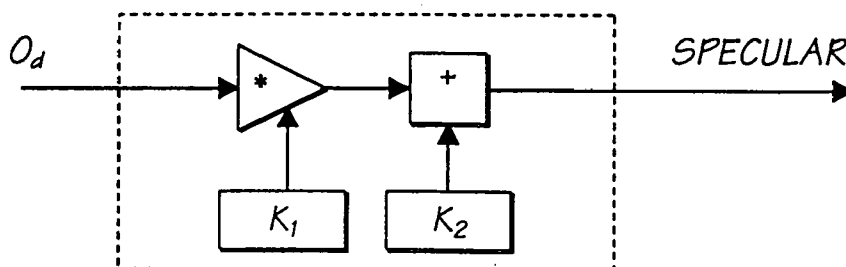 O_d
SPECULAR
*
+
K_1
K_2